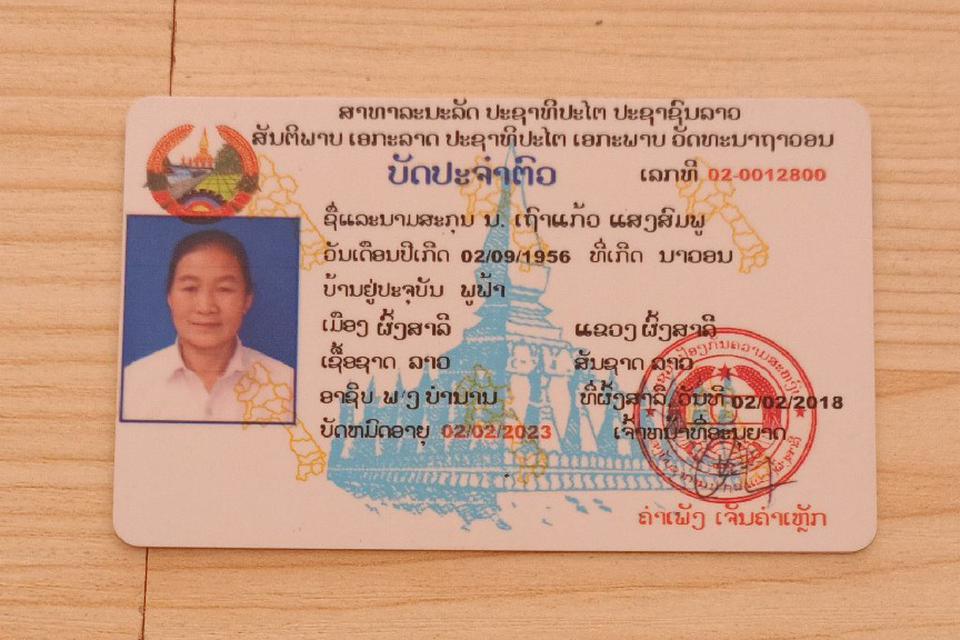 ສາທາລະນະລັດ ປະຊາທິປະໄຕ ປະຊາຊົນລາວ
ສັນຕິພາບ ເອກະລາດ ປະຊາທິປະໄຕ ເອກະພາບ ວັດທະນາຖາວອນ
ບັດປະຈຳຕົວ
ເລກທີ 02-0012800
ຊື່ແລະນາມສະກຸນ ນ. ເຖົາແກ້ວ ແສງສົມພູ
ວັນເດືອນປີເກີດ 02/09/1956 ທີ່ເກີດ ນາວອນ
ບ້ານຢູ່ປະຈຸບັນ ພູຟ້າ
ເມືອງ ຜົ້ງສາລີ ແຂວງ ຜົ້ງສາລີ
ເຊື້ອຊາດ ລາວ ສັນຊາດ ລາວ
ອາຊິບ ພ/ງ ບຳນານ ທີ່ຜົ້ງສາລີ, ວັນທີ 02/02/2018
ບັດຫມົດອາຍຸ 02/02/2023 ເຈົ້າຫນ້າທີ່ອະນຸຍາດ
ຄຳເພັງ ເຈັນຄຳເຫຼັກ